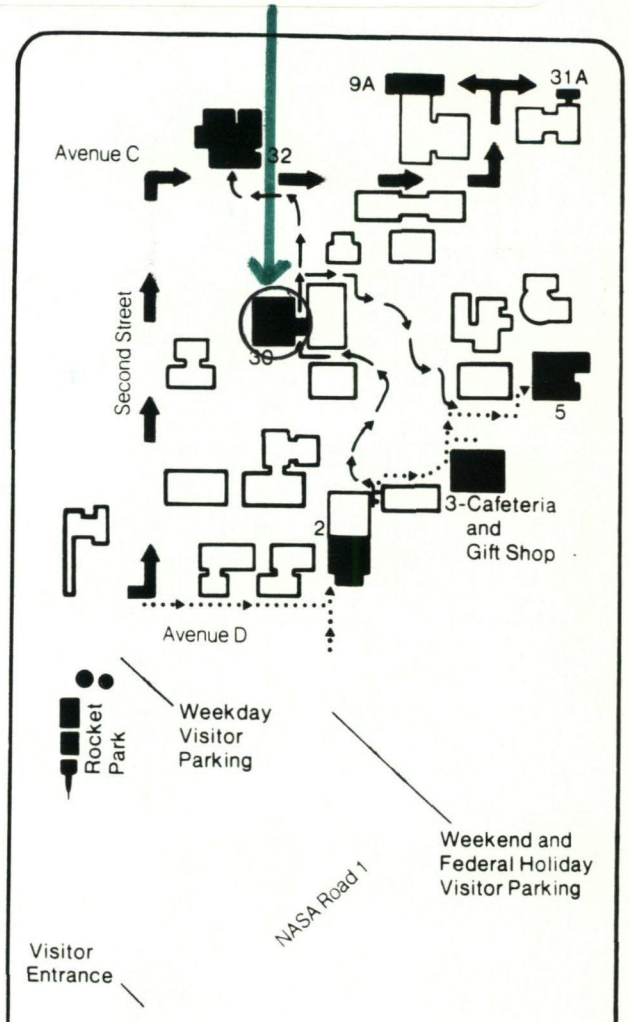 9A
31A
Avenue C
32
Second Street
30
5
3-Cafeteria
and
Gift Shop
2
Avenue D
Rocket
Park
Weekday
Visitor
Parking
Weekend and
Federal Holiday
Visitor Parking
NASA Road 1
Visitor
Entrance